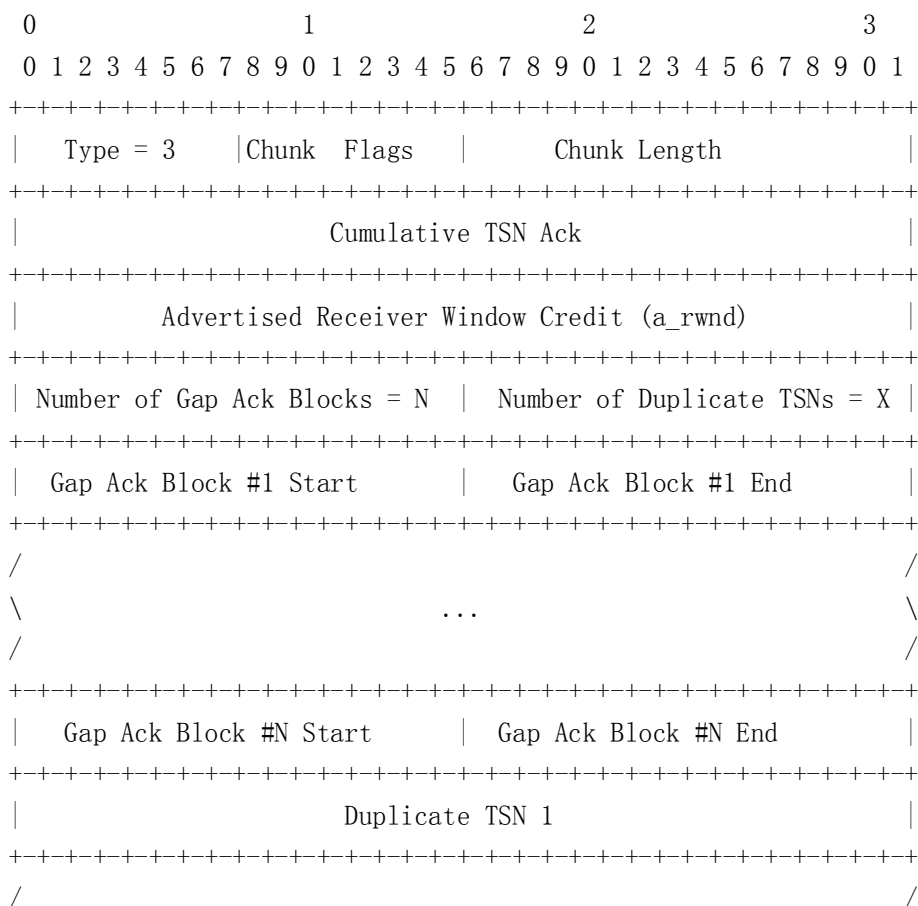 0                   1                   2                   3
0 1 2 3 4 5 6 7 8 9 0 1 2 3 4 5 6 7 8 9 0 1 2 3 4 5 6 7 8 9 0 1
+-+-+-+-+-+-+-+-+-+-+-+-+-+-+-+-+-+-+-+-+-+-+-+-+-+-+-+-+-+-+-+-+
|   Type = 3    |Chunk  Flags   |      Chunk Length             |
+-+-+-+-+-+-+-+-+-+-+-+-+-+-+-+-+-+-+-+-+-+-+-+-+-+-+-+-+-+-+-+-+
|                      Cumulative TSN Ack                       |
+-+-+-+-+-+-+-+-+-+-+-+-+-+-+-+-+-+-+-+-+-+-+-+-+-+-+-+-+-+-+-+-+
|          Advertised Receiver Window Credit (a_rwnd)           |
+-+-+-+-+-+-+-+-+-+-+-+-+-+-+-+-+-+-+-+-+-+-+-+-+-+-+-+-+-+-+-+-+
| Number of Gap Ack Blocks = N  |  Number of Duplicate TSNs = X |
+-+-+-+-+-+-+-+-+-+-+-+-+-+-+-+-+-+-+-+-+-+-+-+-+-+-+-+-+-+-+-+-+
|  Gap Ack Block #1 Start       |   Gap Ack Block #1 End        |
+-+-+-+-+-+-+-+-+-+-+-+-+-+-+-+-+-+-+-+-+-+-+-+-+-+-+-+-+-+-+-+-+
/                                                               /
\                              ...                              \
/                                                               /
+-+-+-+-+-+-+-+-+-+-+-+-+-+-+-+-+-+-+-+-+-+-+-+-+-+-+-+-+-+-+-+-+
|   Gap Ack Block #N Start      |  Gap Ack Block #N End         |
+-+-+-+-+-+-+-+-+-+-+-+-+-+-+-+-+-+-+-+-+-+-+-+-+-+-+-+-+-+-+-+-+
|                       Duplicate TSN 1                         |
+-+-+-+-+-+-+-+-+-+-+-+-+-+-+-+-+-+-+-+-+-+-+-+-+-+-+-+-+-+-+-+-+
/                                                               /